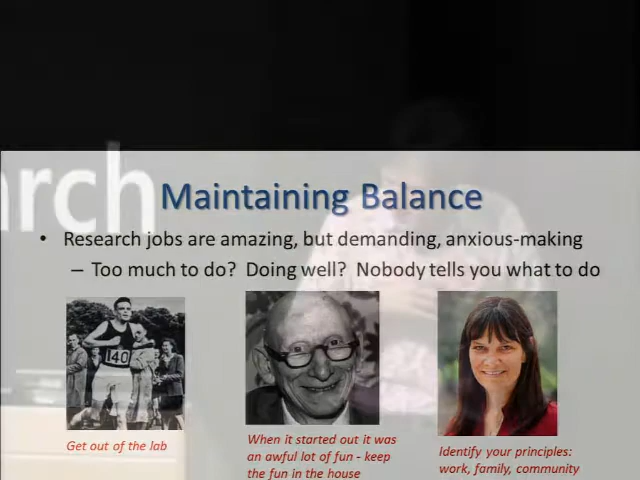 arch
Maintaining Balance
• Research jobs are amazing, but demanding, anxious-making
– Too much to do? Doing well? Nobody tells you what to do
140
Get out of the lab
When it started out it was
an awful lot of fun - keep
the fun in the house
Identify your principles:
work, family, community